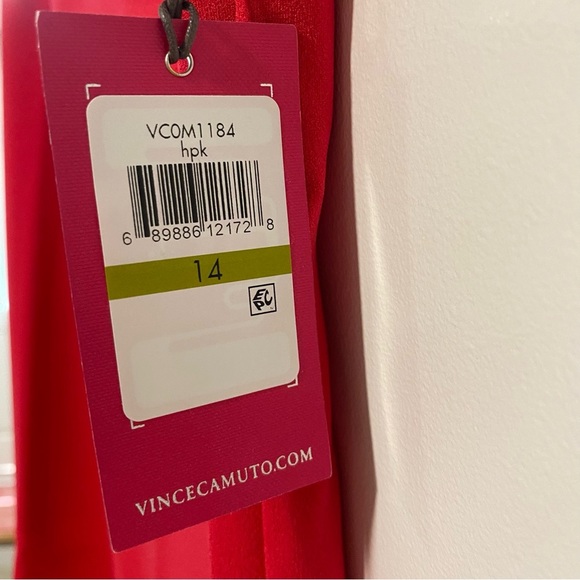 VC0M1184
hpk
6 89886 12172 8
14
EPC
VINCECAMUTO.COM